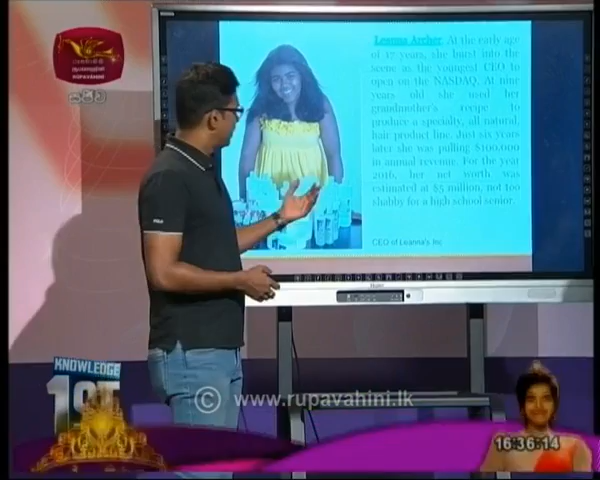 RUPAVAHINI
Leanna Archer. At the early age
of 17 years, she burst into the
scene as the youngest CEO to
open on the NASDAQ. At nine
years old she used her
grandmother's recipe to
produce a specialty, all natural,
hair product line. Just six years
later she was pulling $100,000
in annual revenue. For the year
2016, her net worth was
estimated at $5 million, not too
shabby for a high school senior.
CEO of Leanna's Inc
KNOWLEDGE
1ST
© www.rupavahini.lk
16:36:14